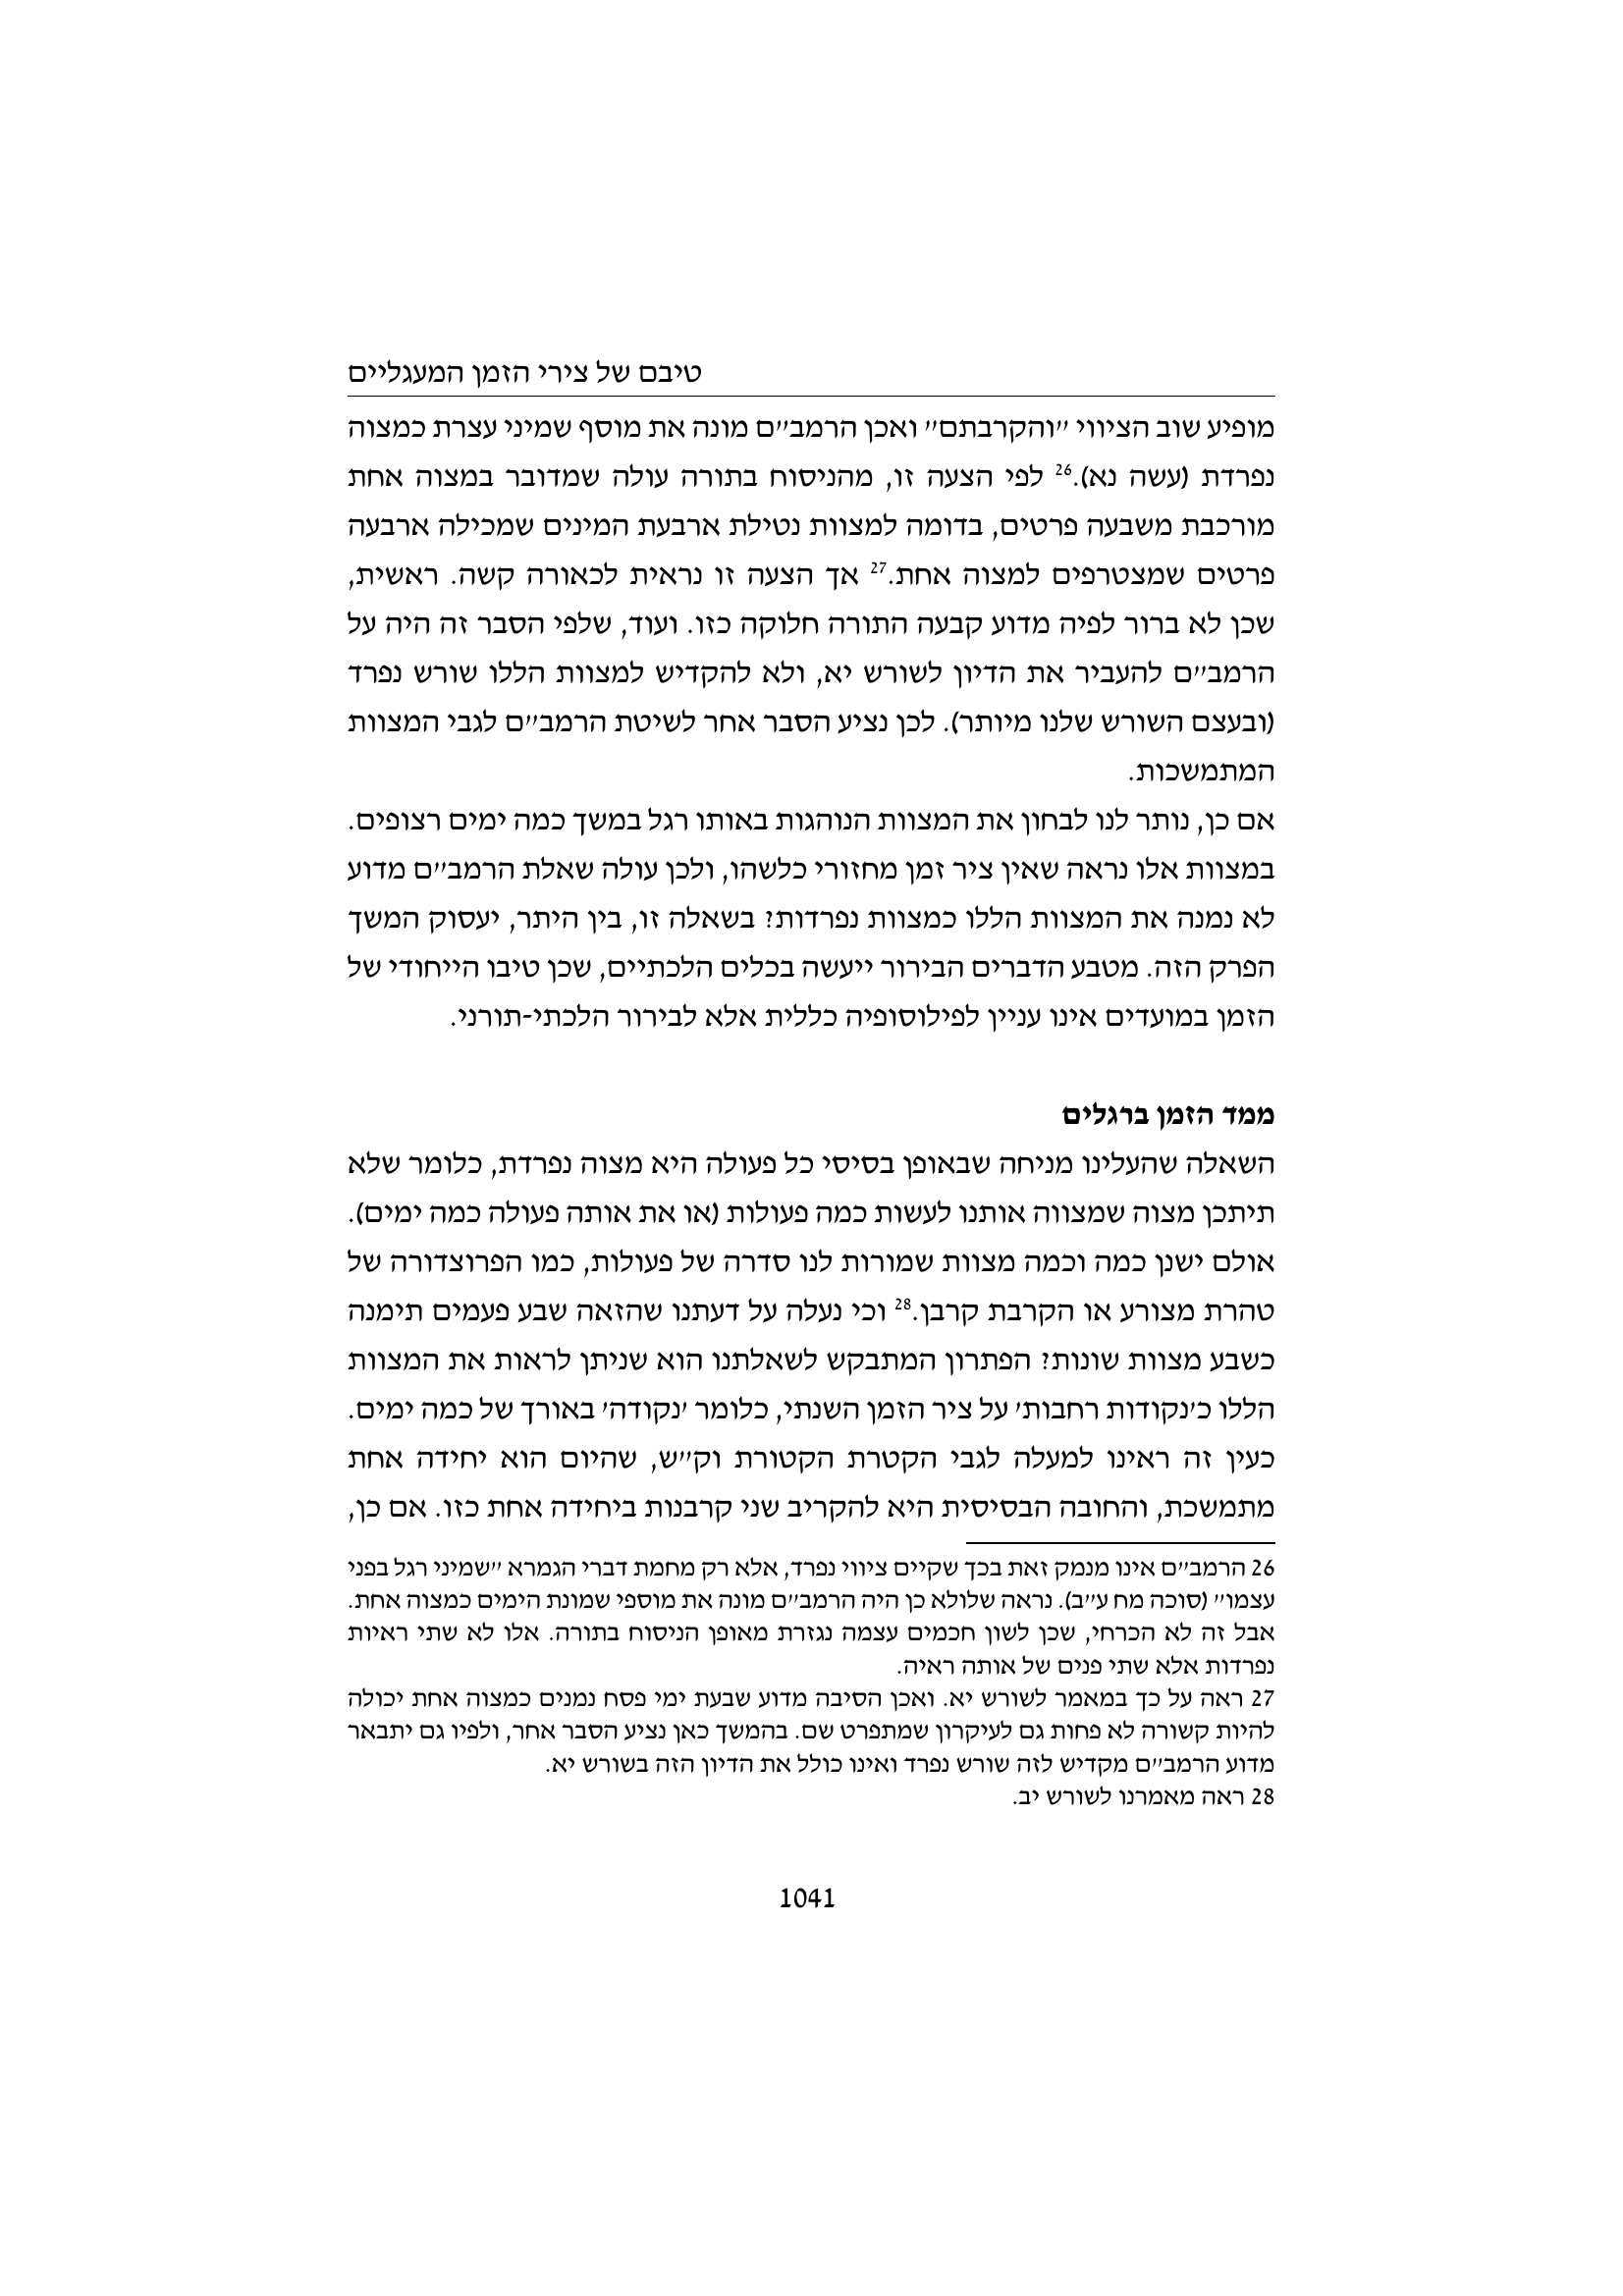 טיבם של צירי הזמן המעגליים
מופיע שוב הציווי "והקרבתם" ואכן הרמב"ם מונה את מוסף שמיני עצרת כמצוה
נפרדת (עשה נא).26 לפי הצעה זו, מהניסוח בתורה עולה שמדובר במצוה אחת
מורכבת משבעה פרטים, בדומה למצוות נטילת ארבעת המינים שמכילה ארבעה
פרטים שמצטרפים למצוה אחת.27 אך הצעה זו נראית לכאורה קשה. ראשית,
שכן לא ברור לפיה מדוע קבעה התורה חלוקה כזו. ועוד, שלפי הסבר זה היה על
הרמב"ם להעביר את הדיון לשורש יא, ולא להקדיש למצוות הללו שורש נפרד
(ובעצם השורש שלנו מיותר). לכן נציע הסבר אחר לשיטת הרמב"ם לגבי המצוות
המתמשכות.
אם כן, נותר לנו לבחון את המצוות הנוהגות באותו רגל במשך כמה ימים רצופים.
במצוות אלו נראה שאין ציר זמן מחזורי כלשהו, ולכן עולה שאלת הרמב"ם מדוע
לא נמנה את המצוות הללו כמצוות נפרדות? בשאלה זו, בין היתר, יעסוק המשך
הפרק הזה. מטבע הדברים הבירור ייעשה בכלים הלכתיים, שכן טיבו הייחודי של
הזמן במועדים אינו עניין לפילוסופיה כללית אלא לבירור הלכתי-תורני.
ממד הזמן ברגלים
השאלה שהעלינו מניחה שבאופן בסיסי כל פעולה היא מצוה נפרדת, כלומר שלא
תיתכן מצוה שמצווה אותנו לעשות כמה פעולות (או את אותה פעולה כמה ימים).
אולם ישנן כמה וכמה מצוות שמורות לנו סדרה של פעולות, כמו הפרוצדורה של
טהרת מצורע או הקרבת קרבן.28 וכי נעלה על דעתנו שהזאה שבע פעמים תימנה
כשבע מצוות שונות? הפתרון המתבקש לשאלתנו הוא שניתן לראות את המצוות
הללו כ'נקודות רחבות' על ציר הזמן השנתי, כלומר 'נקודה' באורך של כמה ימים.
כעין זה ראינו למעלה לגבי הקטרת הקטורת וק"ש, שהיום הוא יחידה אחת
מתמשכת, והחובה הבסיסית היא להקריב שני קרבנות ביחידה אחת כזו. אם כן,
26 הרמב"ם אינו מנמק זאת בכך שקיים ציווי נפרד, אלא רק מחמת דברי הגמרא "שמיני רגל בפני
עצמו" (סוכה מח ע"ב). נראה שלולא כן היה הרמב"ם מונה את מוספי שמונת הימים כמצוה אחת.
אבל זה לא הכרחי, שכן לשון חכמים עצמה נגזרת מאופן הניסוח בתורה. אלו לא שתי ראיות
נפרדות אלא שתי פנים של אותה ראיה.
27 ראה על כך במאמר לשורש יא. ואכן הסיבה מדוע שבעת ימי פסח נמנים כמצוה אחת יכולה
להיות קשורה לא פחות גם לעיקרון שמתפרט שם. בהמשך כאן נציע הסבר אחר, ולפיו גם יתבאר
מדוע הרמב"ם מקדיש לזה שורש נפרד ואינו כולל את הדיון הזה בשורש יא.
28 ראה מאמרנו לשורש יב.
1041